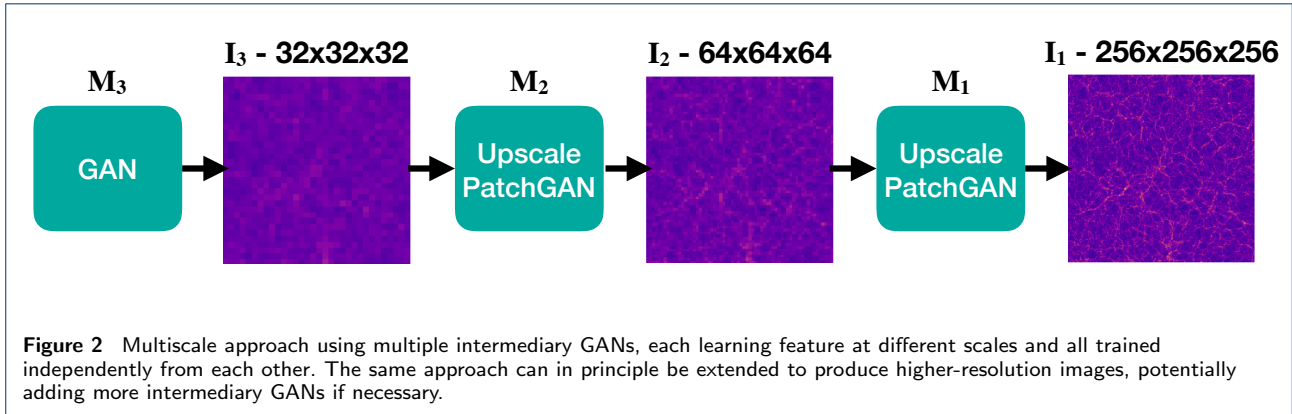 I₃ - 32x32x32
I₂ - 64x64x64
I₁ - 256x256x256
M₃
M₂
M₁
GAN
Upscale
PatchGAN
Upscale
PatchGAN
Figure 2 Multiscale approach using multiple intermediary GANs, each learning feature at different scales and all trained
independently from each other. The same approach can in principle be extended to produce higher-resolution images, potentially
adding more intermediary GANs if necessary.